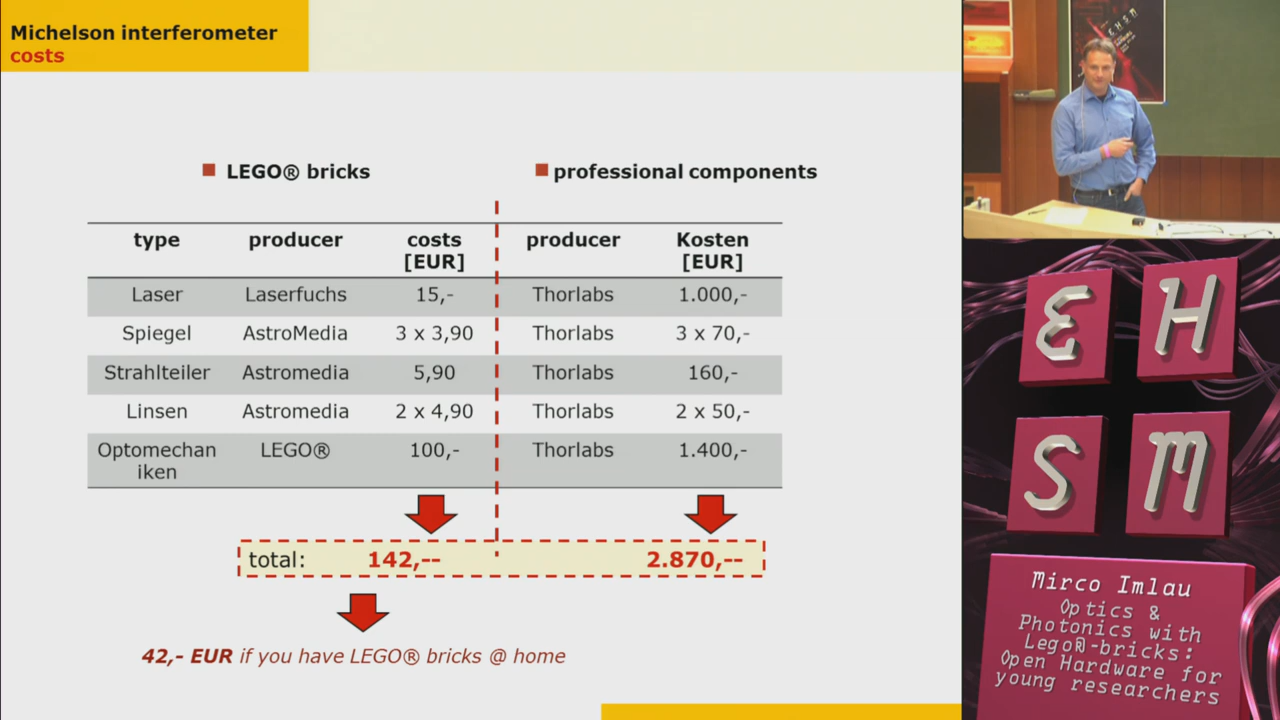 Michelson interferometer
costs
LEGO® bricks
professional components
type producer costs [EUR] producer Kosten [EUR]
Laser Laserfuchs 15,- Thorlabs 1.000,-
Spiegel AstroMedia 3 x 3,90 Thorlabs 3 x 70,-
Strahlteiler Astromedia 5,90 Thorlabs 160,-
Linsen Astromedia 2 x 4,90 Thorlabs 2 x 50,-
Optomechan iken LEGO® 100,- Thorlabs 1.400,-
total: 142,-- 2.870,--
42,- EUR if you have LEGO® bricks @ home
EHSM
E H
S M
Mirco Imlau
Optics &
Photonics with
Lego®-bricks:
Open Hardware for
young researchers